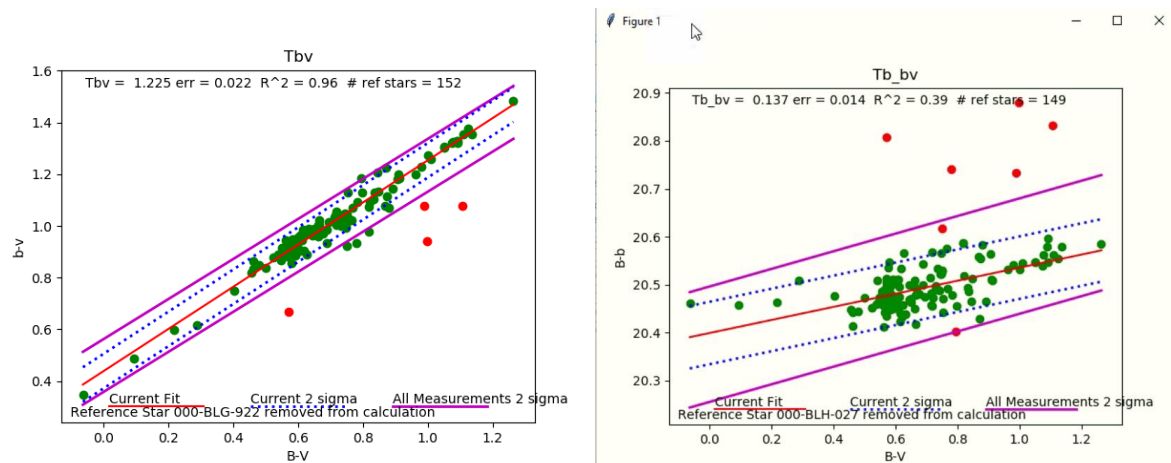 Tbv
Tbv =  1.225 err = 0.022  R^2 = 0.96  # ref stars = 152
b-v
1.6
1.4
1.2
1.0
0.8
0.6
0.4
Current Fit
Current 2 sigma
All Measurements 2 sigma
Reference Star 000-BLG-922 removed from calculation
0.0 0.2 0.4 0.6 0.8 1.0 1.2
B-V
Figure 1
Tb_bv
Tb_bv =  0.137 err = 0.014  R^2 = 0.39  # ref stars = 149
B-b
20.9
20.8
20.7
20.6
20.5
20.4
20.3
Current Fit
Current 2 sigma
All Measurements 2 sigma
Reference Star 000-BLH-027 removed from calculation
0.0 0.2 0.4 0.6 0.8 1.0 1.2
B-V